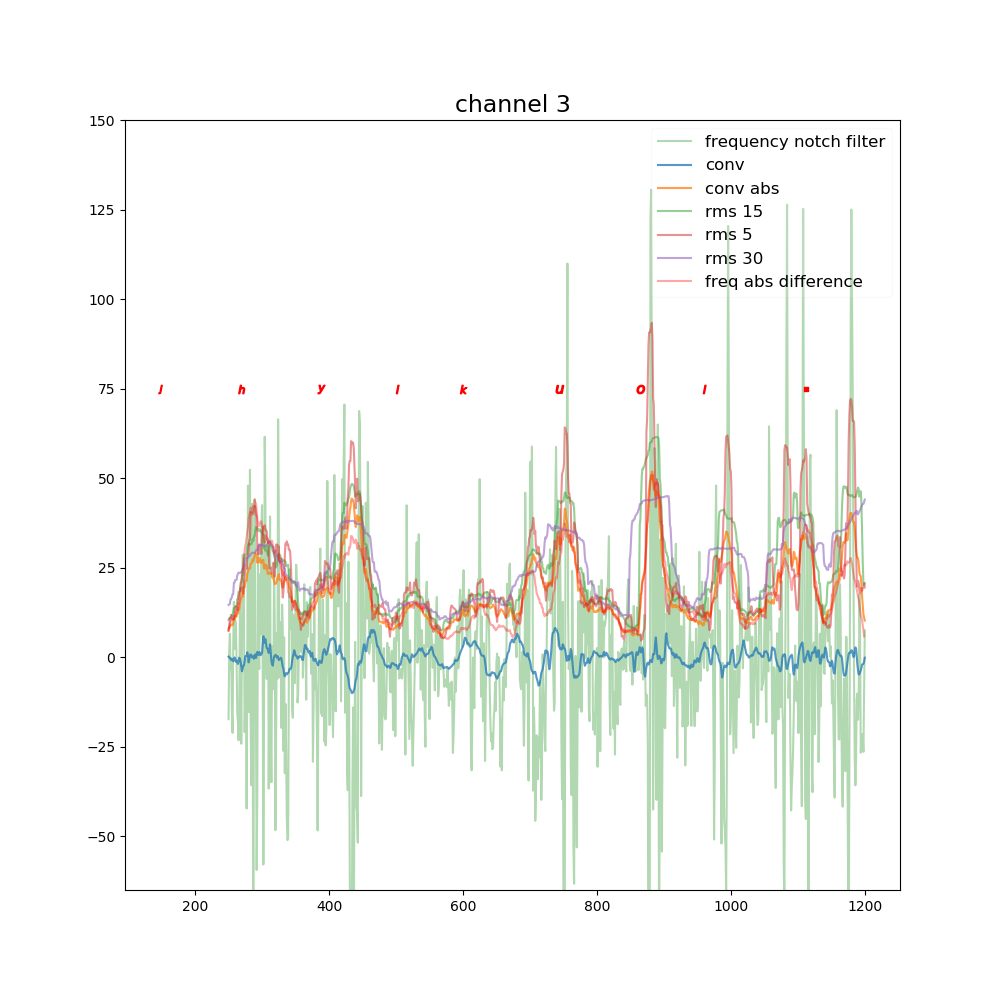 channel 3
150
125
100
75
50
25
0
−25
−50
frequency notch filter
conv
conv abs
rms 15
rms 5
rms 30
freq abs difference
j h y l k u o l .
200 400 600 800 1000 1200